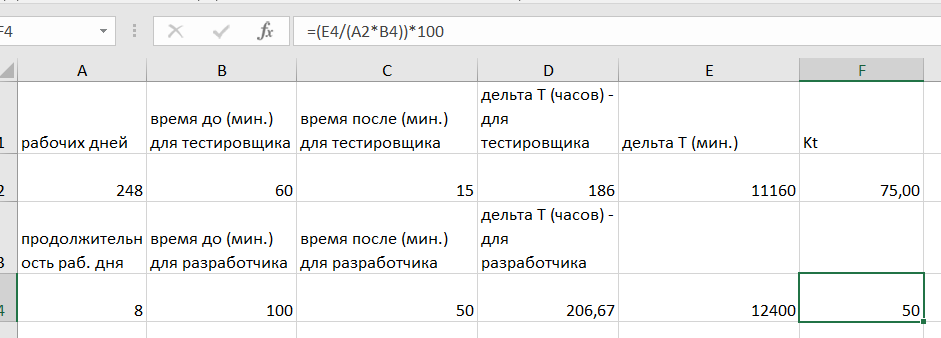 F4 fx =(E4/(A2*B4))*100
A B C D E F
1 рабочих дней
время до (мин.)
для тестировщика
время после (мин.)
для тестировщика
дельта Т (часов) -
для
тестировщика
дельта Т (мин.)
Kt
2 248 60 15 186 11160 75,00
3 продолжительн
ость раб. дня
время до (мин.)
для разработчика
время после (мин.)
для разработчика
дельта Т (часов) -
для
разработчика
4 8 100 50 206,67 12400 50